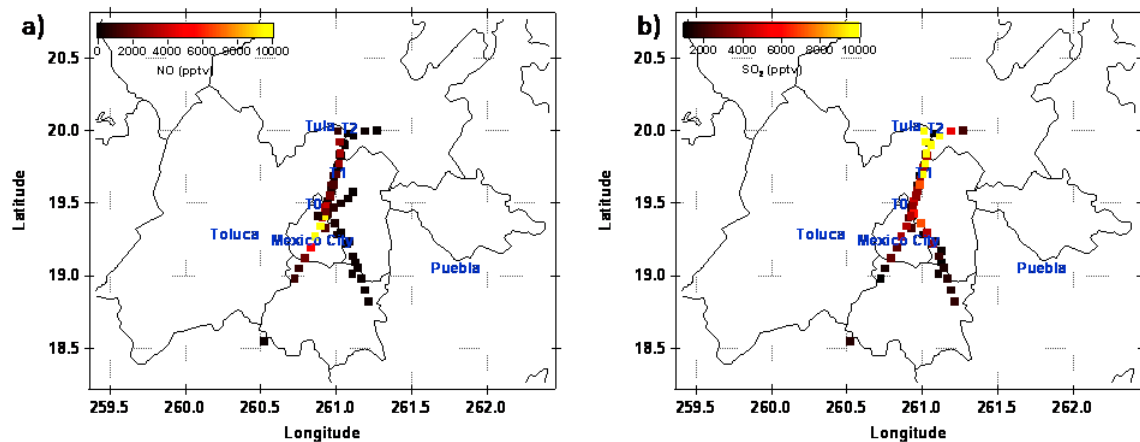 a)
0 2000 4000 6000 8000 10000
NO (pptv)
Latitude
20.5
20.0
19.5
19.0
18.5
Tula T2
T1
T0
Toluca
Mexico City
Puebla
259.5 260.0 260.5 261.0 261.5 262.0
Longitude
b)
2000 4000 6000 8000 10000
SO2 (pptv)
Latitude
20.5
20.0
19.5
19.0
18.5
Tula T2
T1
T0
Toluca
Mexico City
Puebla
259.5 260.0 260.5 261.0 261.5 262.0
Longitude